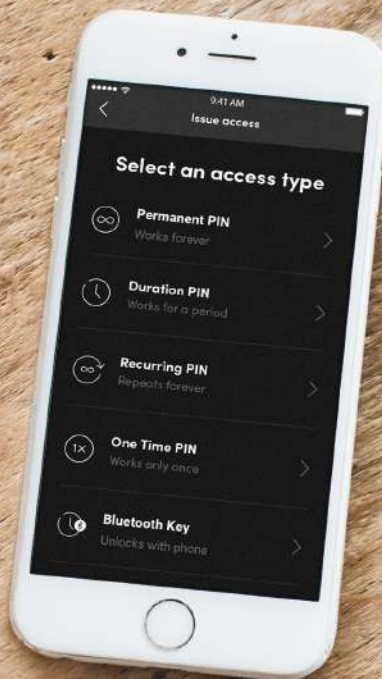 9:41 AM
Issue access
Select an access type
∞ Permanent PIN
Works forever
Duration PIN
Works for a period
∞ Recurring PIN
Repeats forever
1X One Time PIN
Works only once
Bluetooth Key
Unlocks with phone